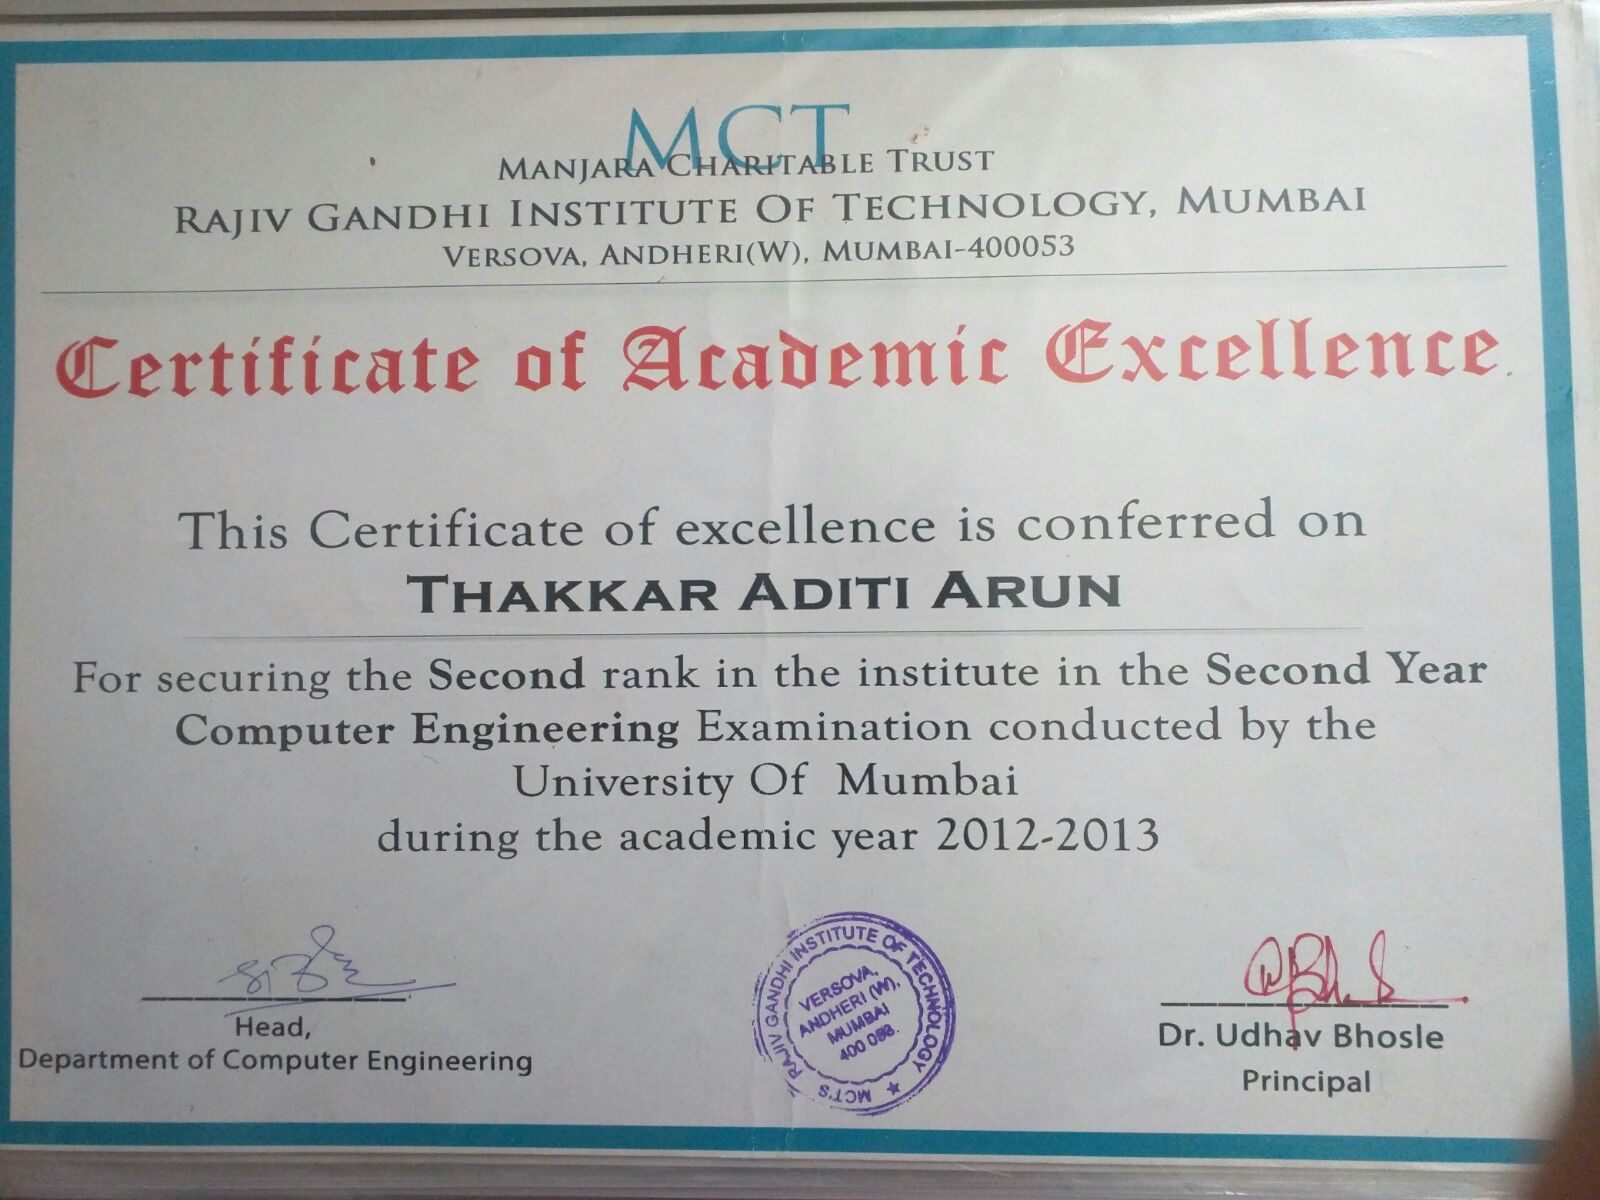 MCT
MANJARA CHARITABLE TRUST
RAJIV GANDHI INSTITUTE OF TECHNOLOGY, MUMBAI
VERSOVA, ANDHERI(W), MUMBAI-400053
Certificate of Academic Excellence
This Certificate of excellence is conferred on
THAKKAR ADITI ARUN
For securing the Second rank in the institute in the Second Year
Computer Engineering Examination conducted by the
University Of Mumbai
during the academic year 2012-2013
Head,
Department of Computer Engineering
MCT'S RAJIV GANDHI INSTITUTE OF TECHNOLOGY
VERSOVA,
ANDHERI (W),
MUMBAI
400
Dr. Udhav Bhosle
Principal